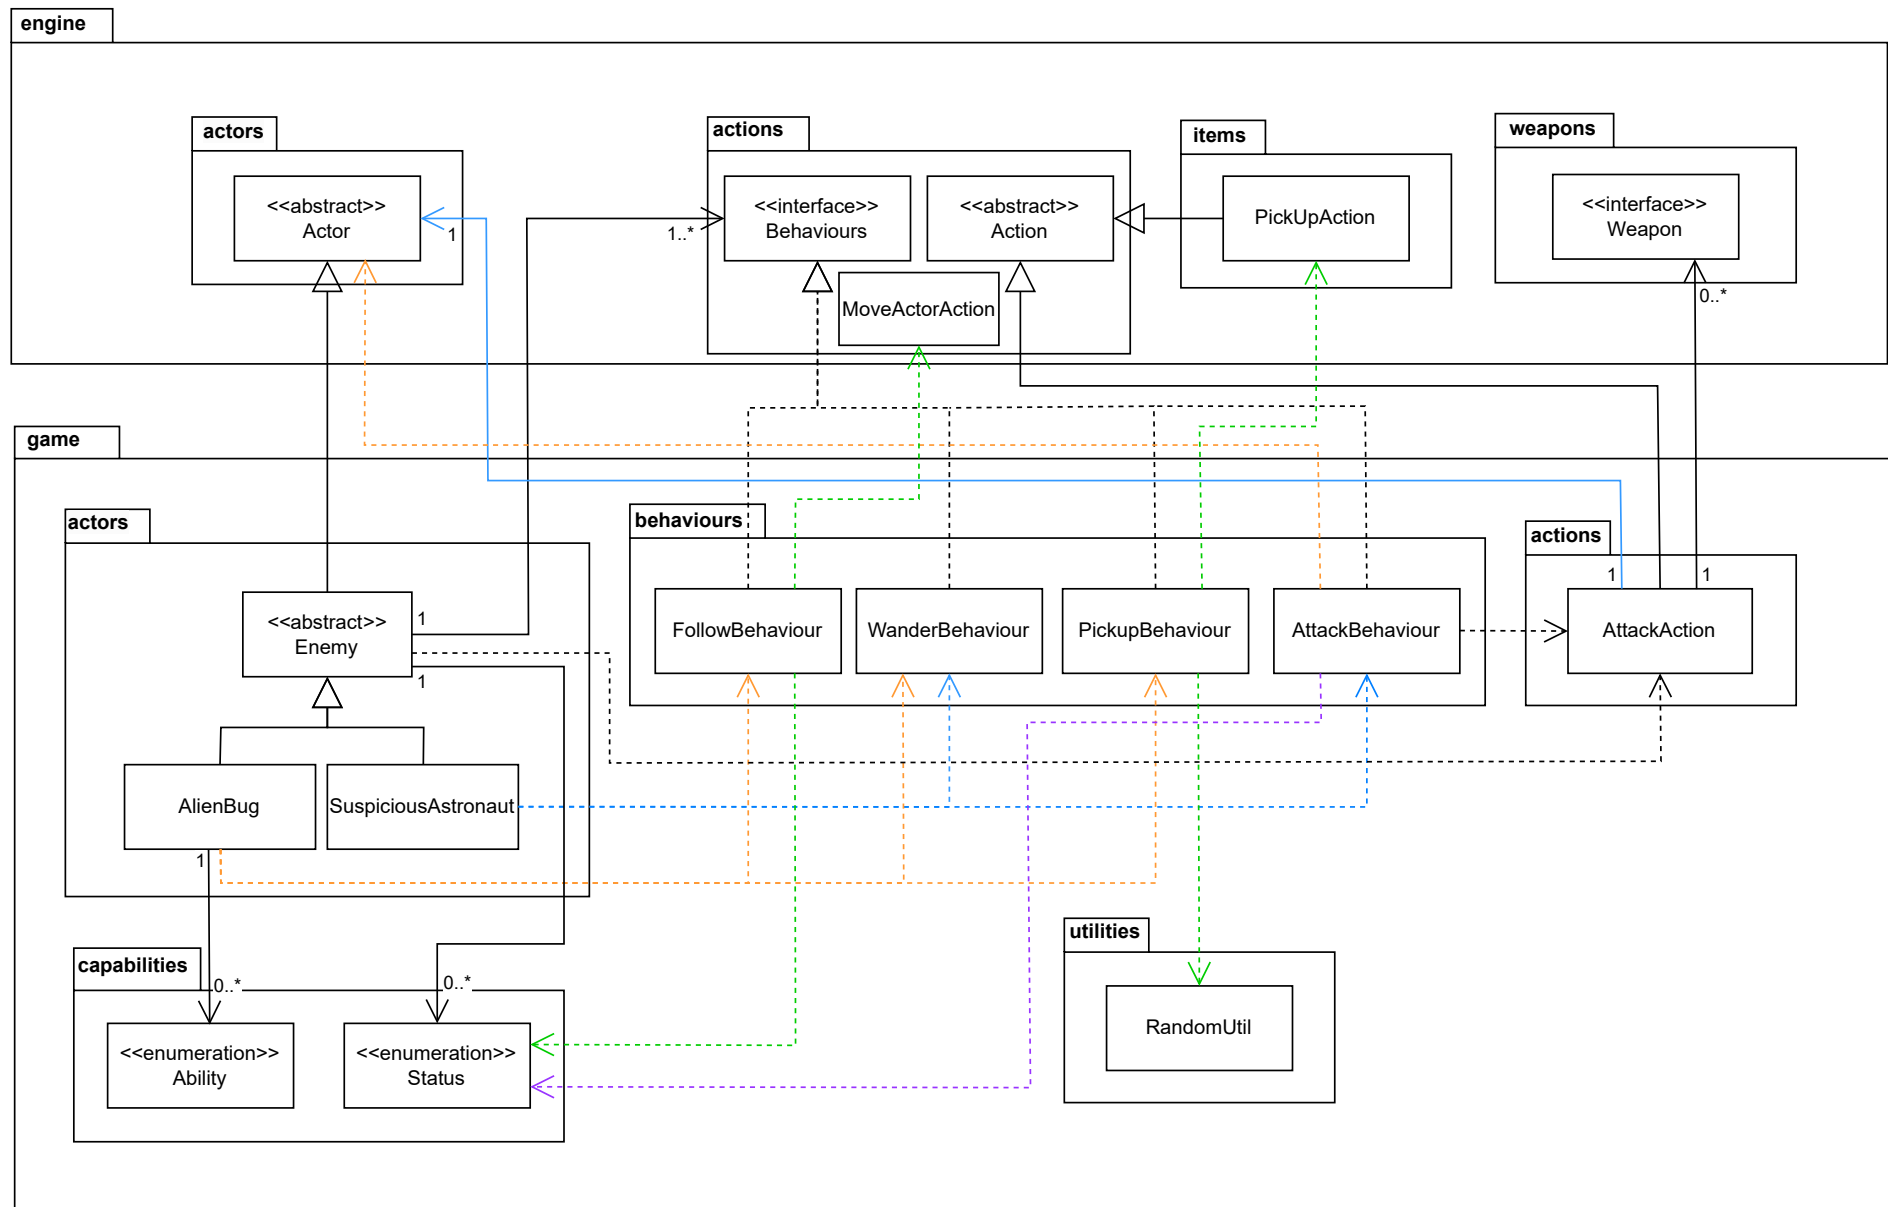 engine
actors
actions
items
weapons
<<abstract>>
Actor
1
1..*
<<interface>>
Behaviours
<<abstract>>
Action
PickUpAction
<<interface>>
Weapon
MoveActorAction
0..*
game
actors
behaviours
actions
<<abstract>>
Enemy
1
1
FollowBehaviour
WanderBehaviour
PickupBehaviour
AttackBehaviour
1
1
AttackAction
AlienBug
SuspiciousAstronaut
1
utilities
capabilities
0..*
0..*
RandomUtil
<<enumeration>>
Ability
<<enumeration>>
Status